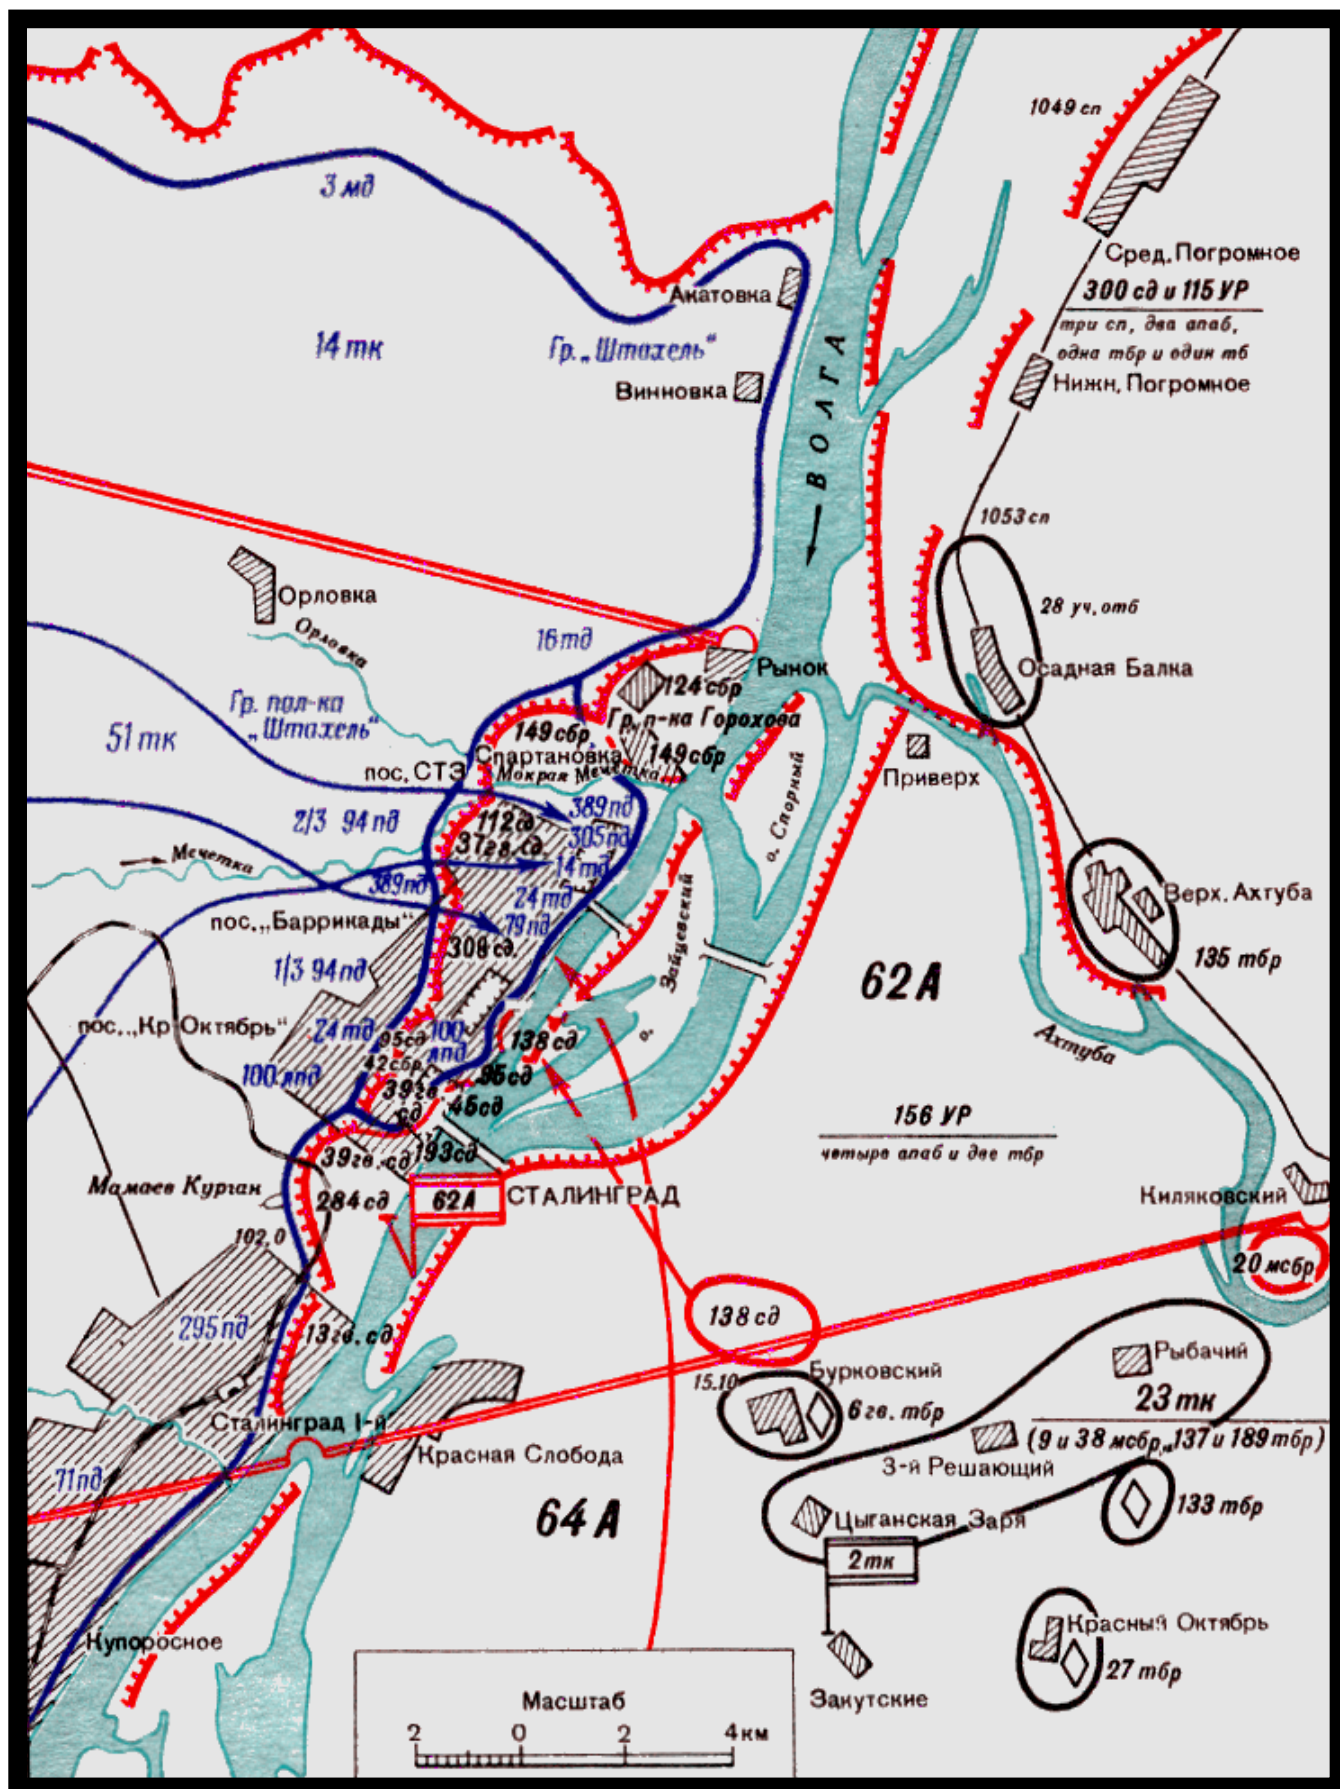 1049 сп
3 мд
Сред. Погромное
300 сд и 115 УР
три сп, два апаб,
одна тбр и один тб
Акатовка
14 тк
Гр. „Штахель"
Винновка
Нижн. Погромное
ВОЛГА
1053 сп
Орловка
28 уч. отб
Орловка
16 тд
Рынок
Осадная Балка
124 сбр
Гр. п-ка Горохова
Гр. пол-ка
„Штахель"
149 сбр
149 сбр
51 тк
Спартановка
пос. СТЗ
Мокрая Мечетка
Приверх
о. Спорный
2/3 94 пд
112 сд
389 пд
305 пд
37 гв. сд.
Мечетка
14 тд
389 пд
24 тд
Верх. Ахтуба
пос. „Баррикады"
79 пд
308 сд.
о. Зайцевский
135 тбр
1/3 94 пд
62 А
пос. „Кр Октябрь"
24 тд
95 сд
100 лпд
138 сд
Ахтуба
42 сбр
100 лпд
95 сд
39 гв. сд
45 сд
156 УР
четыре апаб и две тбр
39 гв. сд
193 сд
Мамаев Курган
284 сд
62 А
СТАЛИНГРАД
Киляковский
102,0
20 мсбр
295 пд
13 гв. сд
138 сд
Рыбачий
15.10
Бурковский
23 тк
6 гв. тбр
Сталинград I-й
(9 и 38 мсбр, 137 и 189 тбр)
Красная Слобода
3-й Решающий
71 пд
64 А
Цыганская Заря
133 тбр
2 тк
Купоросное
Красный Октябрь
27 тбр
Закутские
Масштаб
2 0 2 4 км